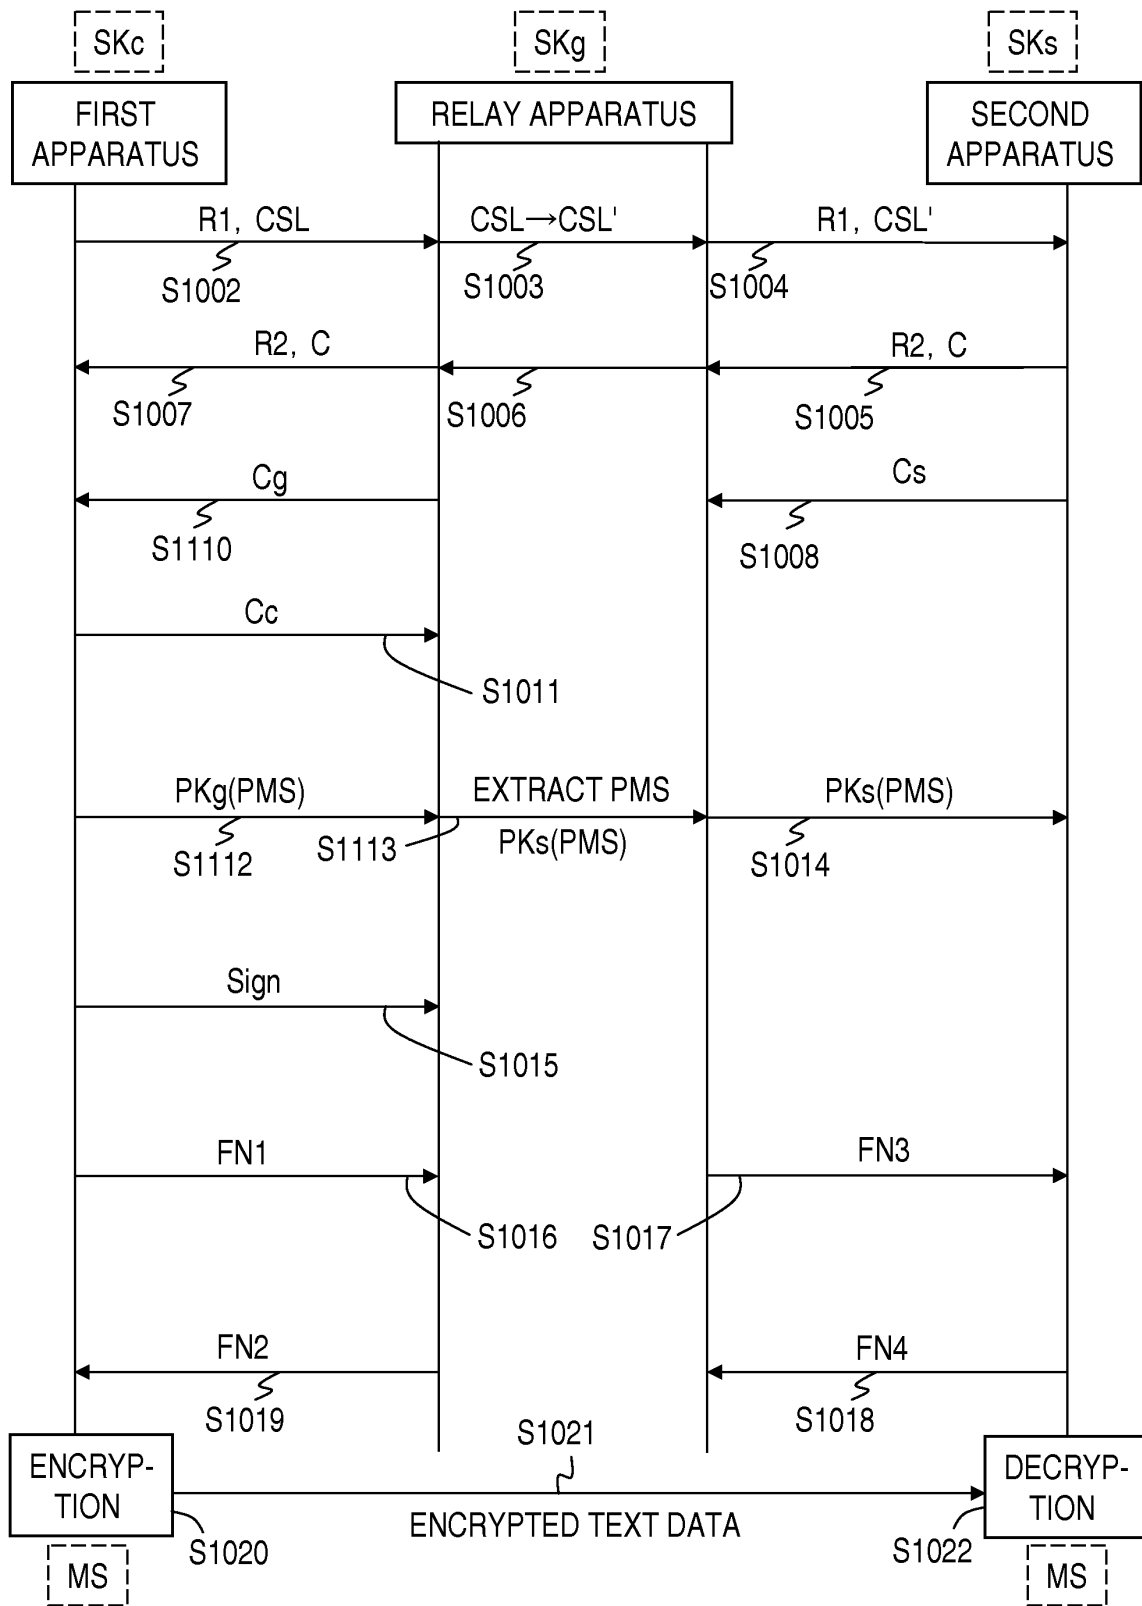 SKc
SKg
SKs
FIRST
APPARATUS
RELAY APPARATUS
SECOND
APPARATUS
R1, CSL
CSL→CSL'
R1, CSL'
S1002
S1003
S1004
R2, C
R2, C
S1007
S1006
S1005
Cg
Cs
S1110
S1008
Cc
S1011
PKg(PMS)
EXTRACT PMS
PKs(PMS)
S1112
S1113
PKs(PMS)
S1014
Sign
S1015
FN1
FN3
S1016
S1017
FN2
FN4
S1019
S1018
S1021
ENCRYP-
TION
DECRYP-
TION
ENCRYPTED TEXT DATA
S1020
S1022
MS
MS